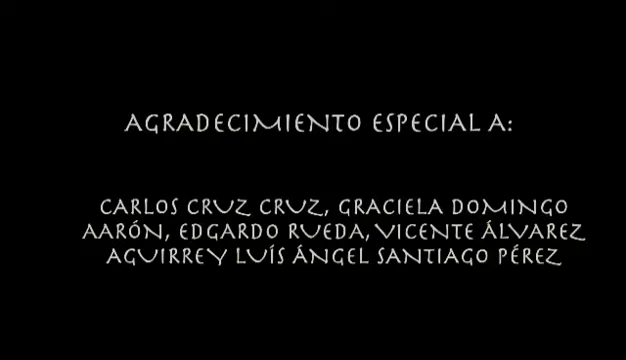 AGRADECIMIENTO ESPECIAL A:
CARLOS CRUZ CRUZ, GRACIELA DOMINGO
AARÓN, EDGARDO RUEDA, VICENTE ÁLVAREZ
AGUIRRE Y LUÍS ÁNGEL SANTIAGO PÉREZ